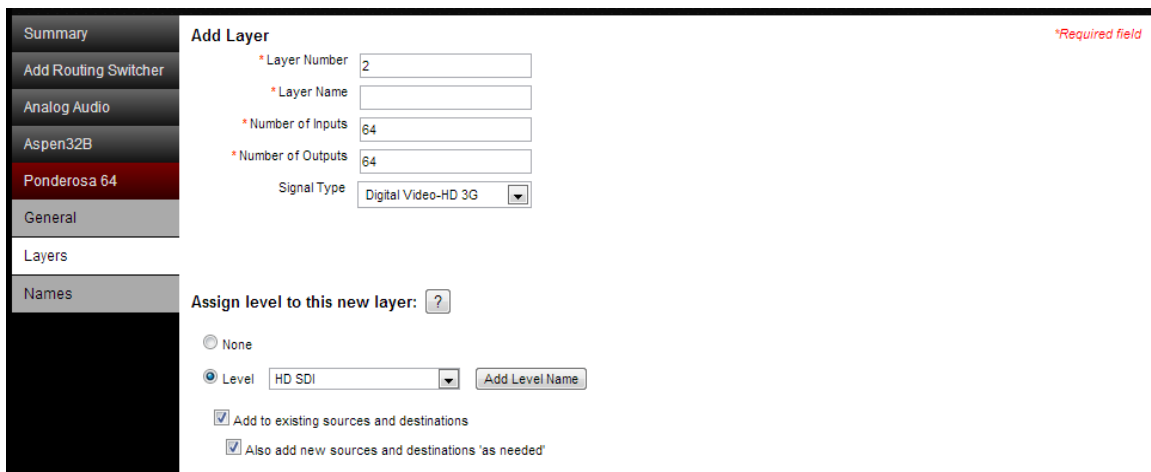 Summary
Add Routing Switcher
Analog Audio
Aspen32B
Ponderosa 64
General
Layers
Names
Add Layer
*Required field
*Layer Number 2
*Layer Name
*Number of Inputs 64
*Number of Outputs 64
Signal Type Digital Video-HD 3G
Assign level to this new layer: ?
None
Level HD SDI Add Level Name
Add to existing sources and destinations
Also add new sources and destinations 'as needed'